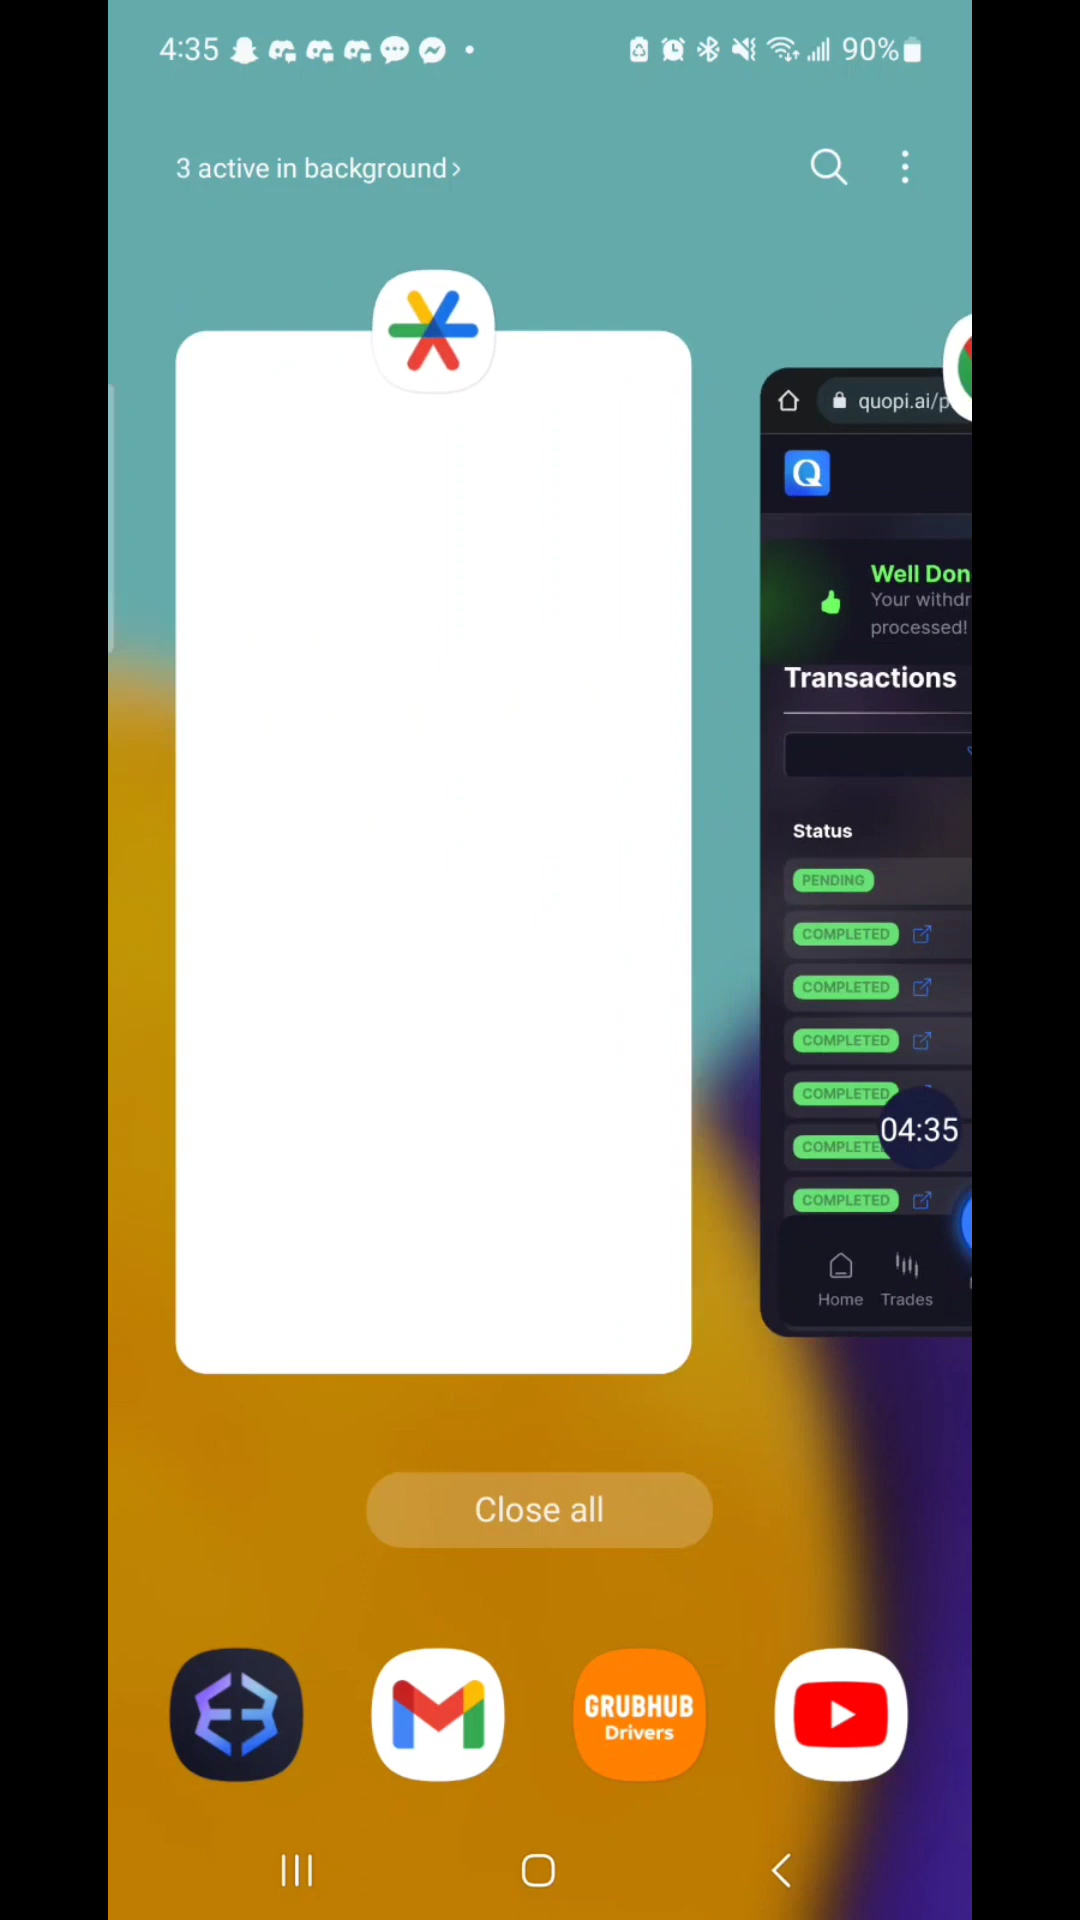 4:35
90%
3 active in background
quopi.ai/p
Q
Well Don
Your withdr
processed!
Transactions
Status
PENDING
COMPLETED
COMPLETED
COMPLETED
COMPLETED
04:35
COMPLETE
COMPLETED
Home Trades
Close all
GRUBHUB
Drivers